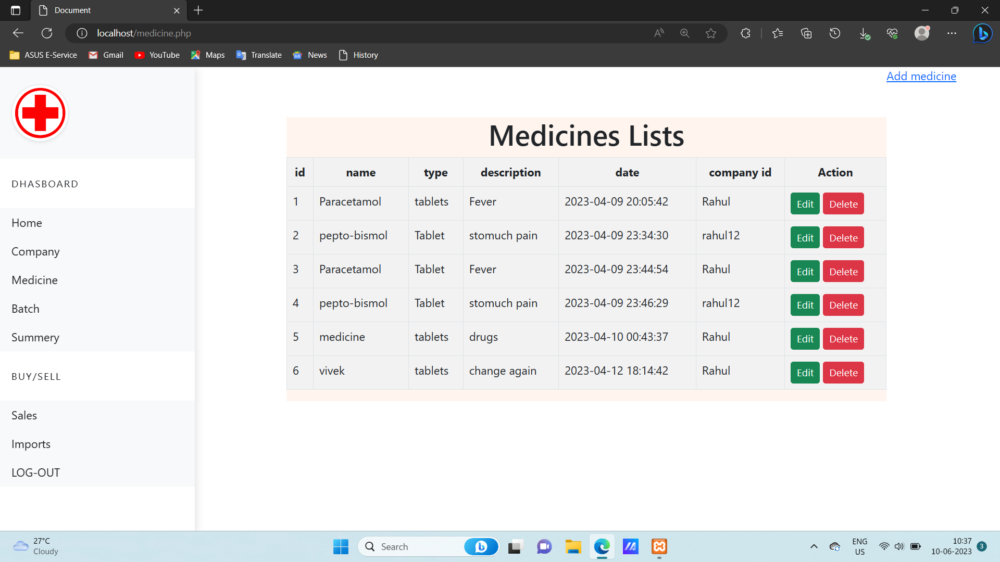 Document
localhost/medicine.php
ASUS E-Service Gmail YouTube Maps Translate News History
Add medicine
Medicines Lists
id name type description date company id Action
1 Paracetamol tablets Fever 2023-04-09 20:05:42 Rahul Edit Delete
2 pepto-bismol Tablet stomuch pain 2023-04-09 23:34:30 rahul12 Edit Delete
3 Paracetamol Tablet Fever 2023-04-09 23:44:54 Rahul Edit Delete
4 pepto-bismol Tablet stomuch pain 2023-04-09 23:46:29 rahul12 Edit Delete
5 medicine tablets drugs 2023-04-10 00:43:37 Rahul Edit Delete
6 vivek tablets change again 2023-04-12 18:14:42 Rahul Edit Delete
DHASBOARD
Home
Company
Medicine
Batch
Summery
BUY/SELL
Sales
Imports
LOG-OUT
27°C
Cloudy
Search
ENG
US
10:37
10-06-2023
3